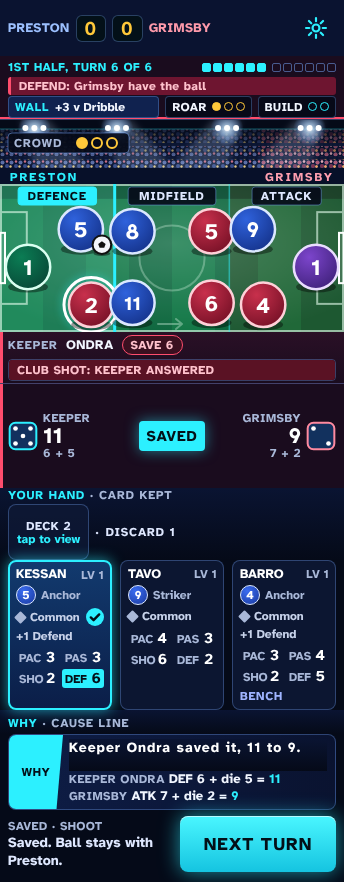 PRESTON 0 0 GRIMSBY
1ST HALF, TURN 6 OF 6
DEFEND: Grimsby have the ball
WALL +3 v Dribble ROAR BUILD
CROWD
PRESTON GRIMSBY
DEFENCE MIDFIELD ATTACK
5 8 5 9
1 1
2 11 6 4
KEEPER ONDRA SAVE 6
CLUB SHOT: KEEPER ANSWERED
KEEPER GRIMSBY
11 SAVED 9
6 + 5 7 + 2
YOUR HAND · CARD KEPT
DECK 2
tap to view · DISCARD 1
KESSAN LV 1 TAVO LV 1 BARRO LV 1
5 Anchor 9 Striker 4 Anchor
Common Common Common
+1 Defend +1 Defend
PAC 3 PAS 3 PAC 4 PAS 3 PAC 3 PAS 4
SHO 2 DEF 6 SHO 6 DEF 2 SHO 2 DEF 5
BENCH
WHY · CAUSE LINE
WHY Keeper Ondra saved it, 11 to 9.
KEEPER ONDRA DEF 6 + die 5 = 11
GRIMSBY ATK 7 + die 2 = 9
SAVED · SHOOT
Saved. Ball stays with
Preston.
NEXT TURN